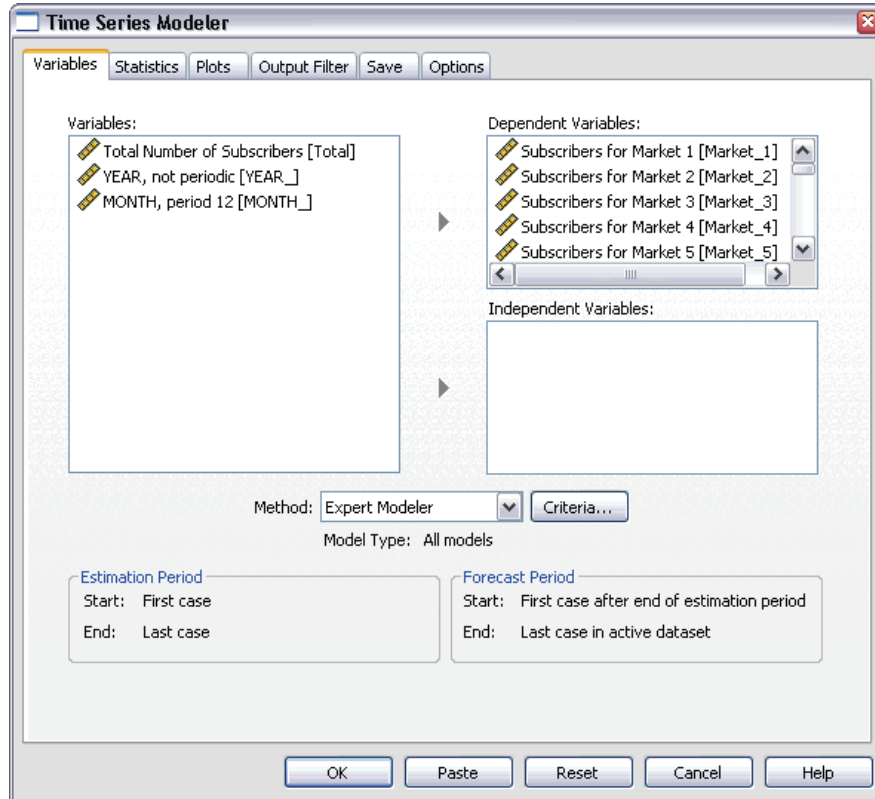 Time Series Modeler
Variables Statistics Plots Output Filter Save Options
Variables:
Total Number of Subscribers [Total]
YEAR, not periodic [YEAR_]
MONTH, period 12 [MONTH_]
Dependent Variables:
Subscribers for Market 1 [Market_1]
Subscribers for Market 2 [Market_2]
Subscribers for Market 3 [Market_3]
Subscribers for Market 4 [Market_4]
Subscribers for Market 5 [Market_5]
Independent Variables:
Method: Expert Modeler Criteria...
Model Type: All models
Estimation Period
Start: First case
End: Last case
Forecast Period
Start: First case after end of estimation period
End: Last case in active dataset
OK Paste Reset Cancel Help